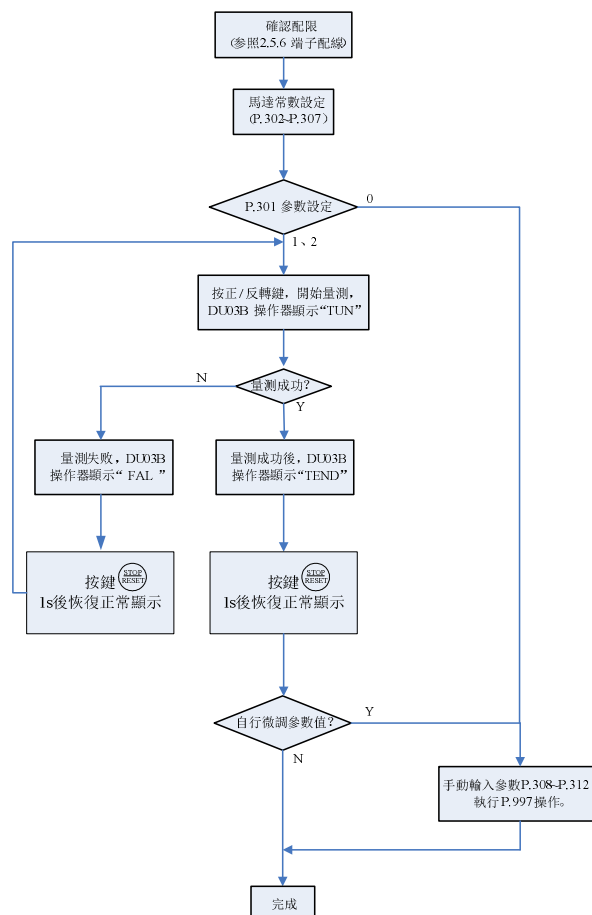 確認配限
(参照2.5.6 端子配線)
馬達常數設定
(P.302~P.307)
P.301 參數設定
0
1、2
按正/反轉鍵，開始量測，
DU03B 操作器顯示“TUN”
量測成功?
N
Y
量測失敗，DU03B
操作器顯示“ FAL ”
量測成功後，DU03B
操作器顯示“TEND”
按鍵 STOP
RESET
1s後恢復正常顯示
按鍵 STOP
RESET
1s後恢復正常顯示
自行微調參數值?
Y
N
手動輸入參數P.308~P.312
執行P.997操作。
完成